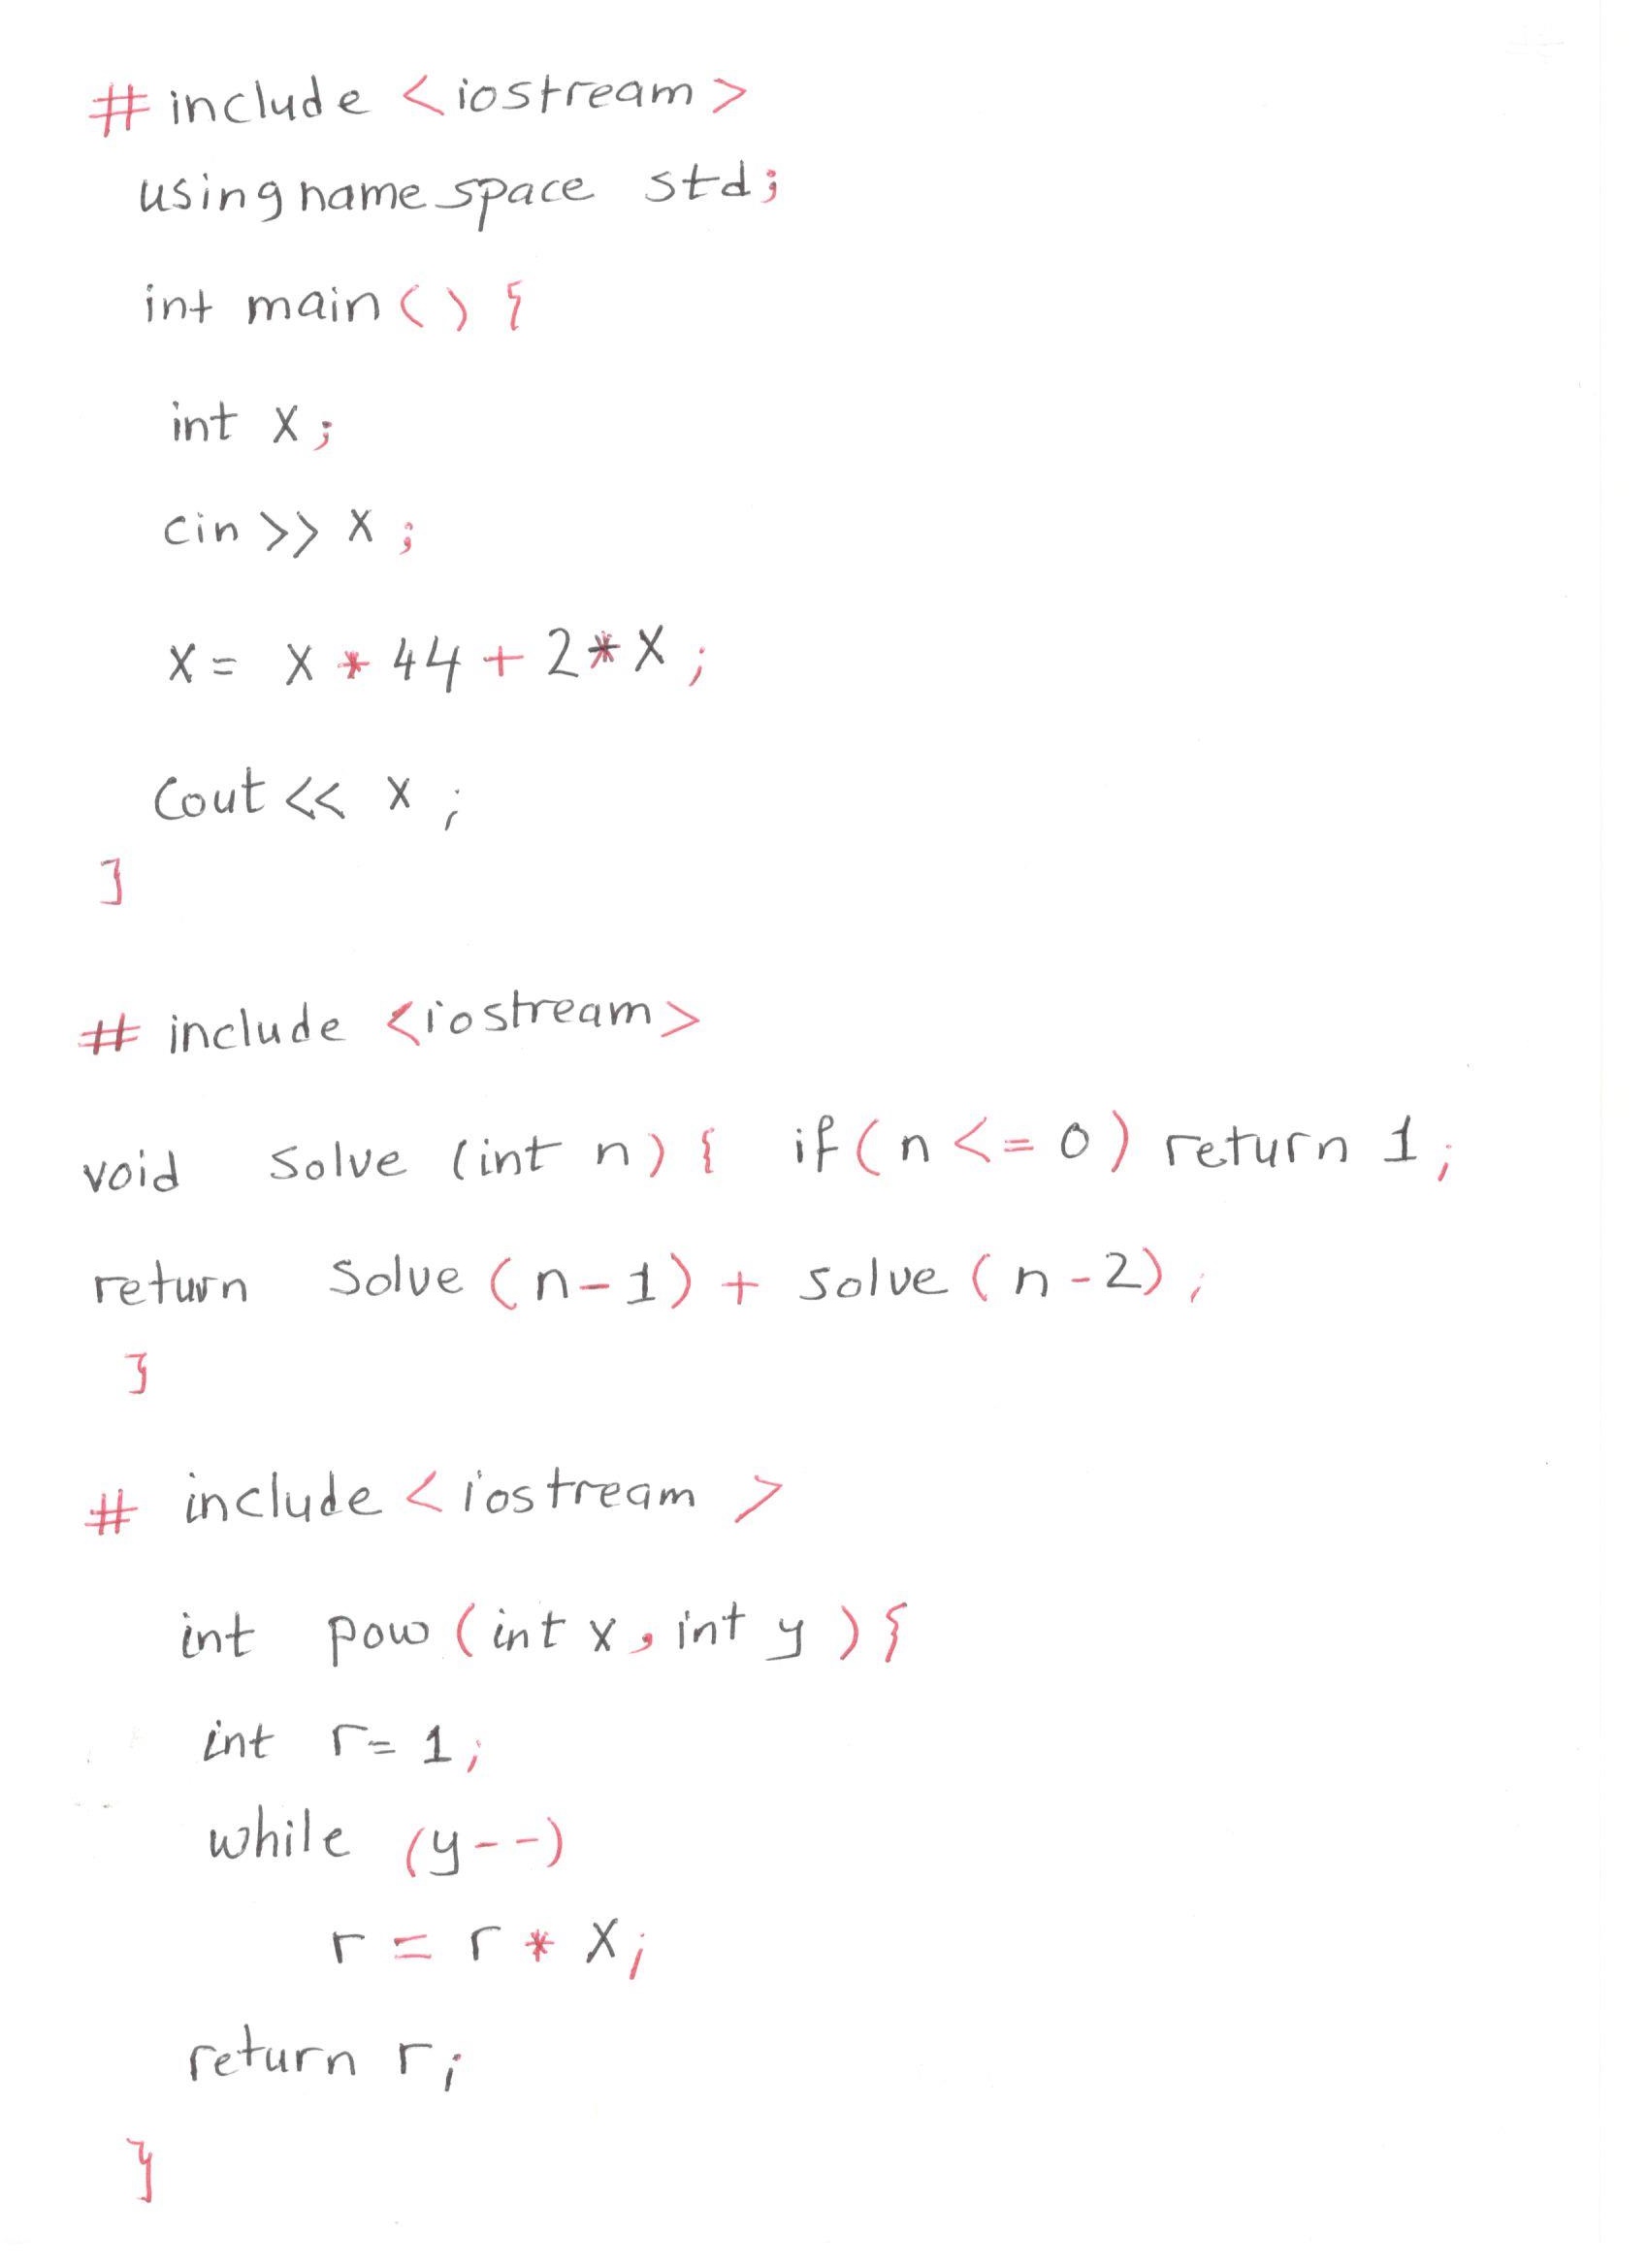 # include <iostream>
using namespace std;
int main() {
int x;
cin >> x;
x = x * 44 + 2 * x;
cout << x;
}
# include <iostream>
void solve (int n) { if (n <= 0) return 1;
return solve (n-1) + solve (n-2);
}
# include <iostream>
int pow (int x, int y) {
int r = 1;
while (y--)
r = r * x;
return r;
}